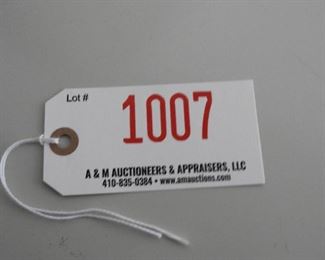 Lot #
1007
A & M AUCTIONEERS & APPRAISERS, LLC
410-835-0384 • www.amauctions.com